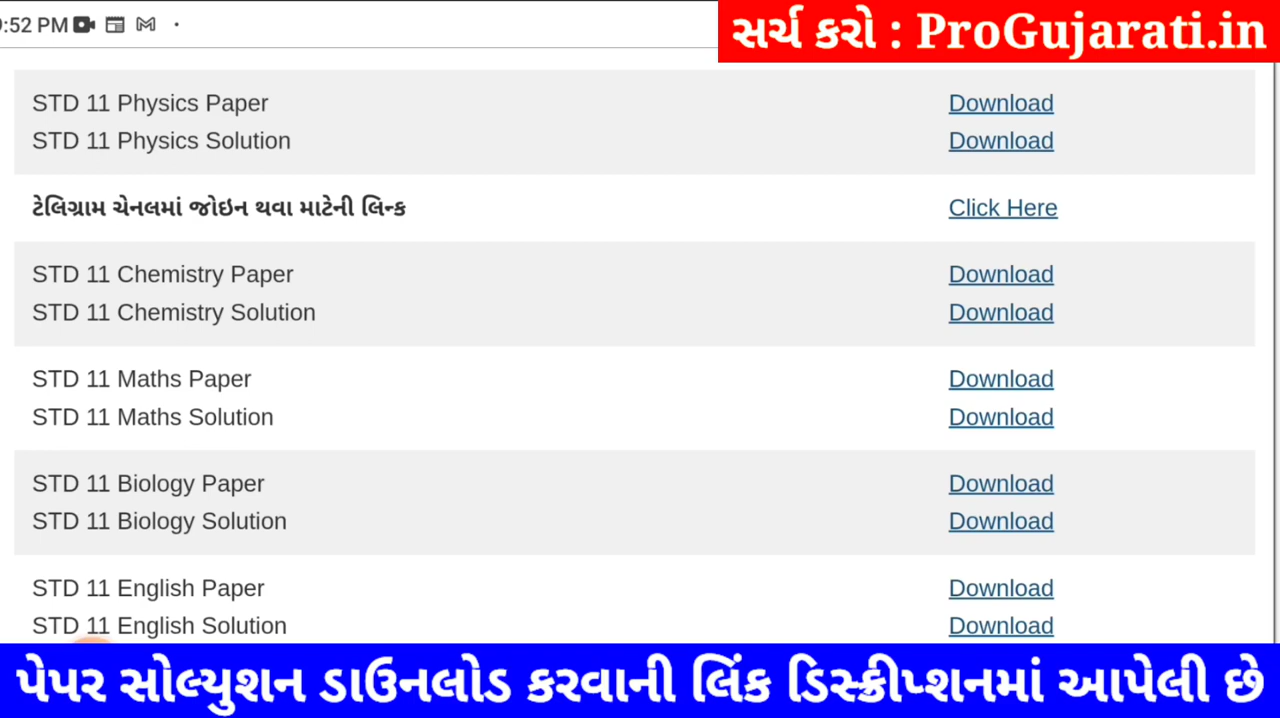 :52 PM
સર્ચ કરો : ProGujarati.in
STD 11 Physics Paper Download
STD 11 Physics Solution Download
ટેલિગ્રામ ચેનલમાં જોઇન થવા માટેની લિન્ક Click Here
STD 11 Chemistry Paper Download
STD 11 Chemistry Solution Download
STD 11 Maths Paper Download
STD 11 Maths Solution Download
STD 11 Biology Paper Download
STD 11 Biology Solution Download
STD 11 English Paper Download
STD 11 English Solution Download
પેપર સોલ્યુશન ડાઉનલોડ કરવાની લિંક ડિસ્ક્રીપ્શનમાં આપેલી છે